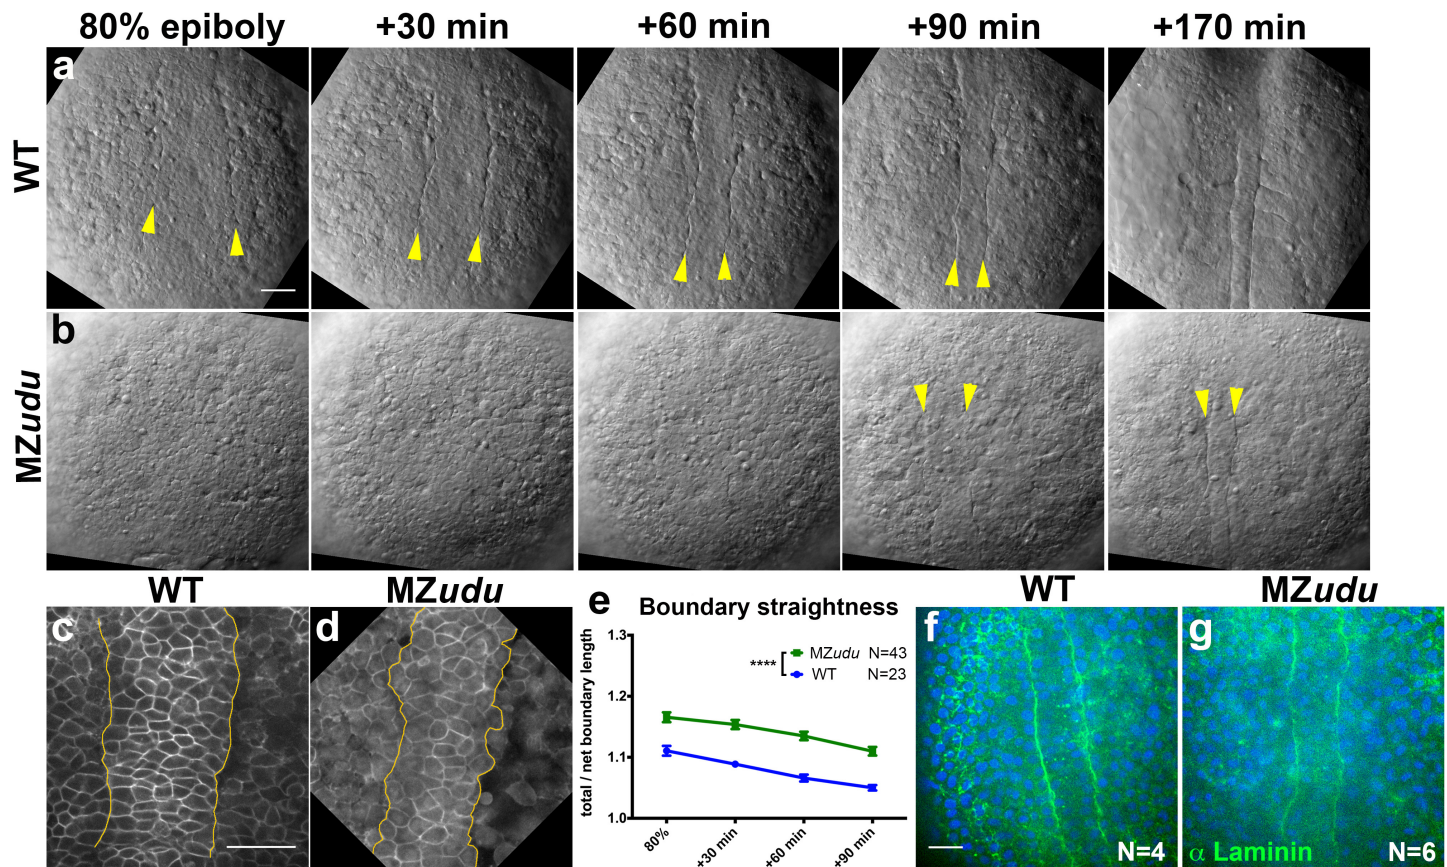 80% epiboly +30 min +60 min +90 min +170 min
a
WT
b
MZudu
WT MZudu
c
d
e
Boundary straightness
total / net boundary length
1.3
1.2
1.1
1.0
MZudu N=43
WT N=23
****
80% +30 min +60 min +90 min
WT MZudu
f
N=4
g
α Laminin N=6